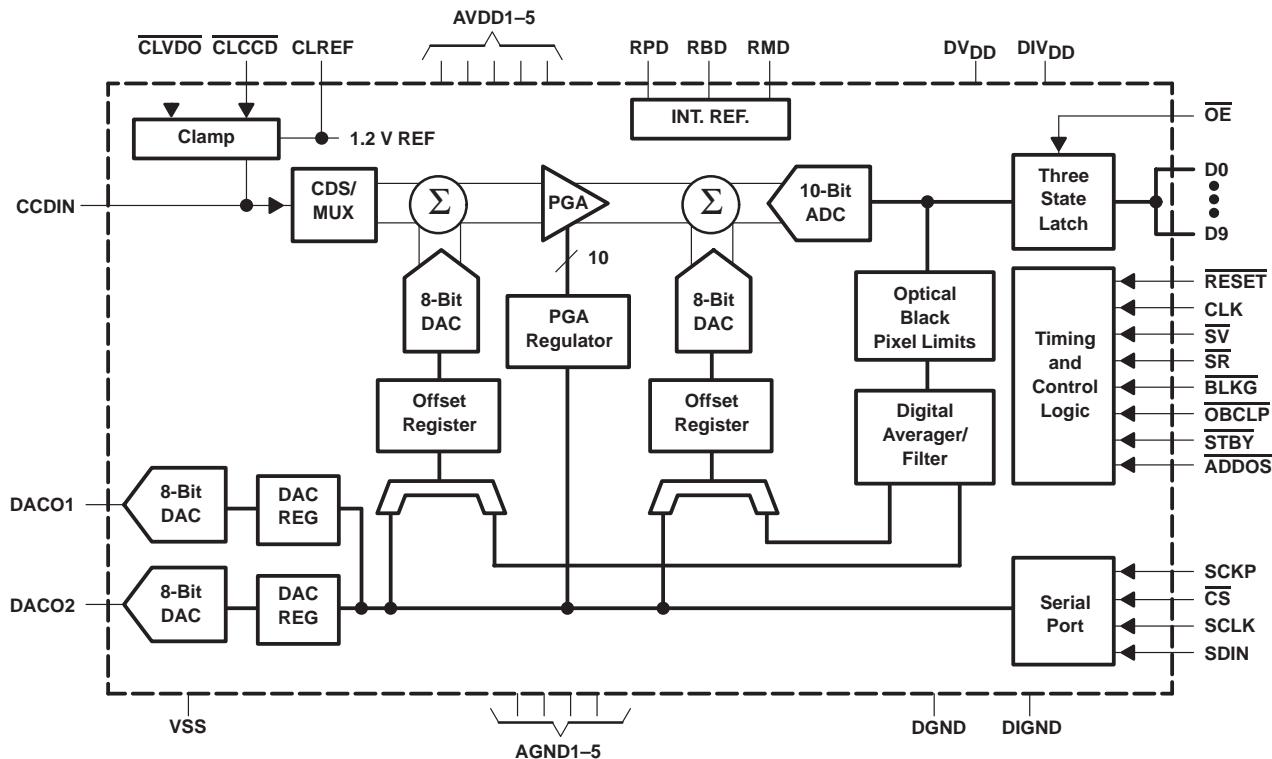 AVDD1–5
CLVDO CLCCD CLREF
RPD RBD RMD
DVDD DIVDD
INT. REF.
OE
Clamp
1.2 V REF
CCDIN
CDS/
MUX
Σ
PGA
Σ
10-Bit
ADC
Three
State
Latch
D0
D9
10
8-Bit
DAC
PGA
Regulator
8-Bit
DAC
Optical
Black
Pixel Limits
Timing
and
Control
Logic
RESET
CLK
SV
SR
BLKG
OBCLP
STBY
ADDOS
Offset
Register
Offset
Register
Digital
Averager/
Filter
DACO1
8-Bit
DAC
DAC
REG
DACO2
8-Bit
DAC
DAC
REG
Serial
Port
SCKP
CS
SCLK
SDIN
VSS
AGND1–5
DGND
DIGND